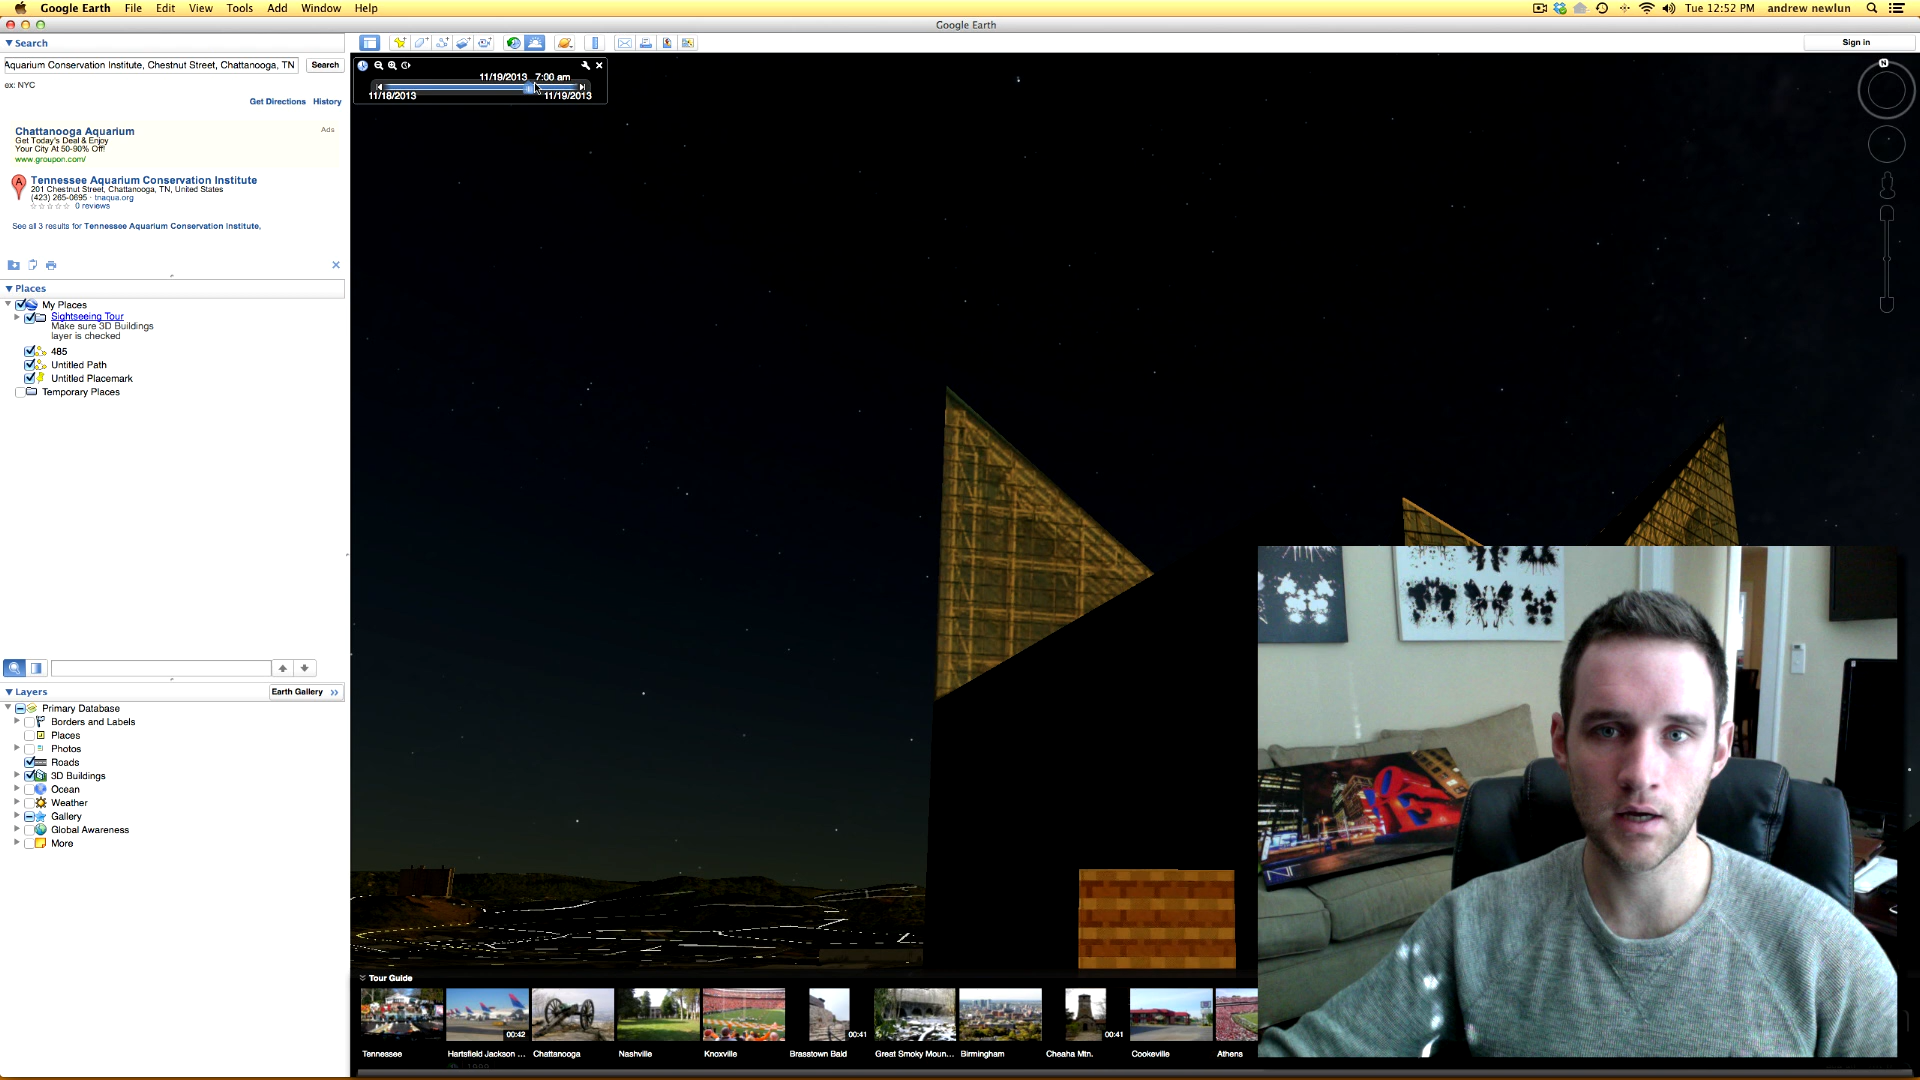 Google Earth File Edit View Tools Add Window Help
Tue 12:52 PM andrew newlun
Google Earth
Search
Aquarium Conservation Institute, Chestnut Street, Chattanooga, TN
Search
ex: NYC
Get Directions History
Chattanooga Aquarium Ads
Get Today's Deal & Enjoy
Your City At 50-90% Off!
www.groupon.com/
A Tennessee Aquarium Conservation Institute
201 Chestnut Street, Chattanooga, TN, United States
(423) 265-0695 - tnaqua.org
0 reviews
See all 3 results for Tennessee Aquarium Conservation Institute,
Places
My Places
Sightseeing Tour
Make sure 3D Buildings
layer is checked
485
Untitled Path
Untitled Placemark
Temporary Places
Layers
Earth Gallery »
Primary Database
Borders and Labels
Places
Photos
Roads
3D Buildings
Ocean
Weather
Gallery
Global Awareness
More
Sign in
11/19/2013 7:00 am
11/18/2013 11/19/2013
N
Tour Guide
00:42 00:41 00:41
Tennessee Hartsfield Jackson ... Chattanooga Nashville Knoxville Brasstown Bald Great Smoky Moun... Birmingham Cheaha Mtn. Cookeville Athens